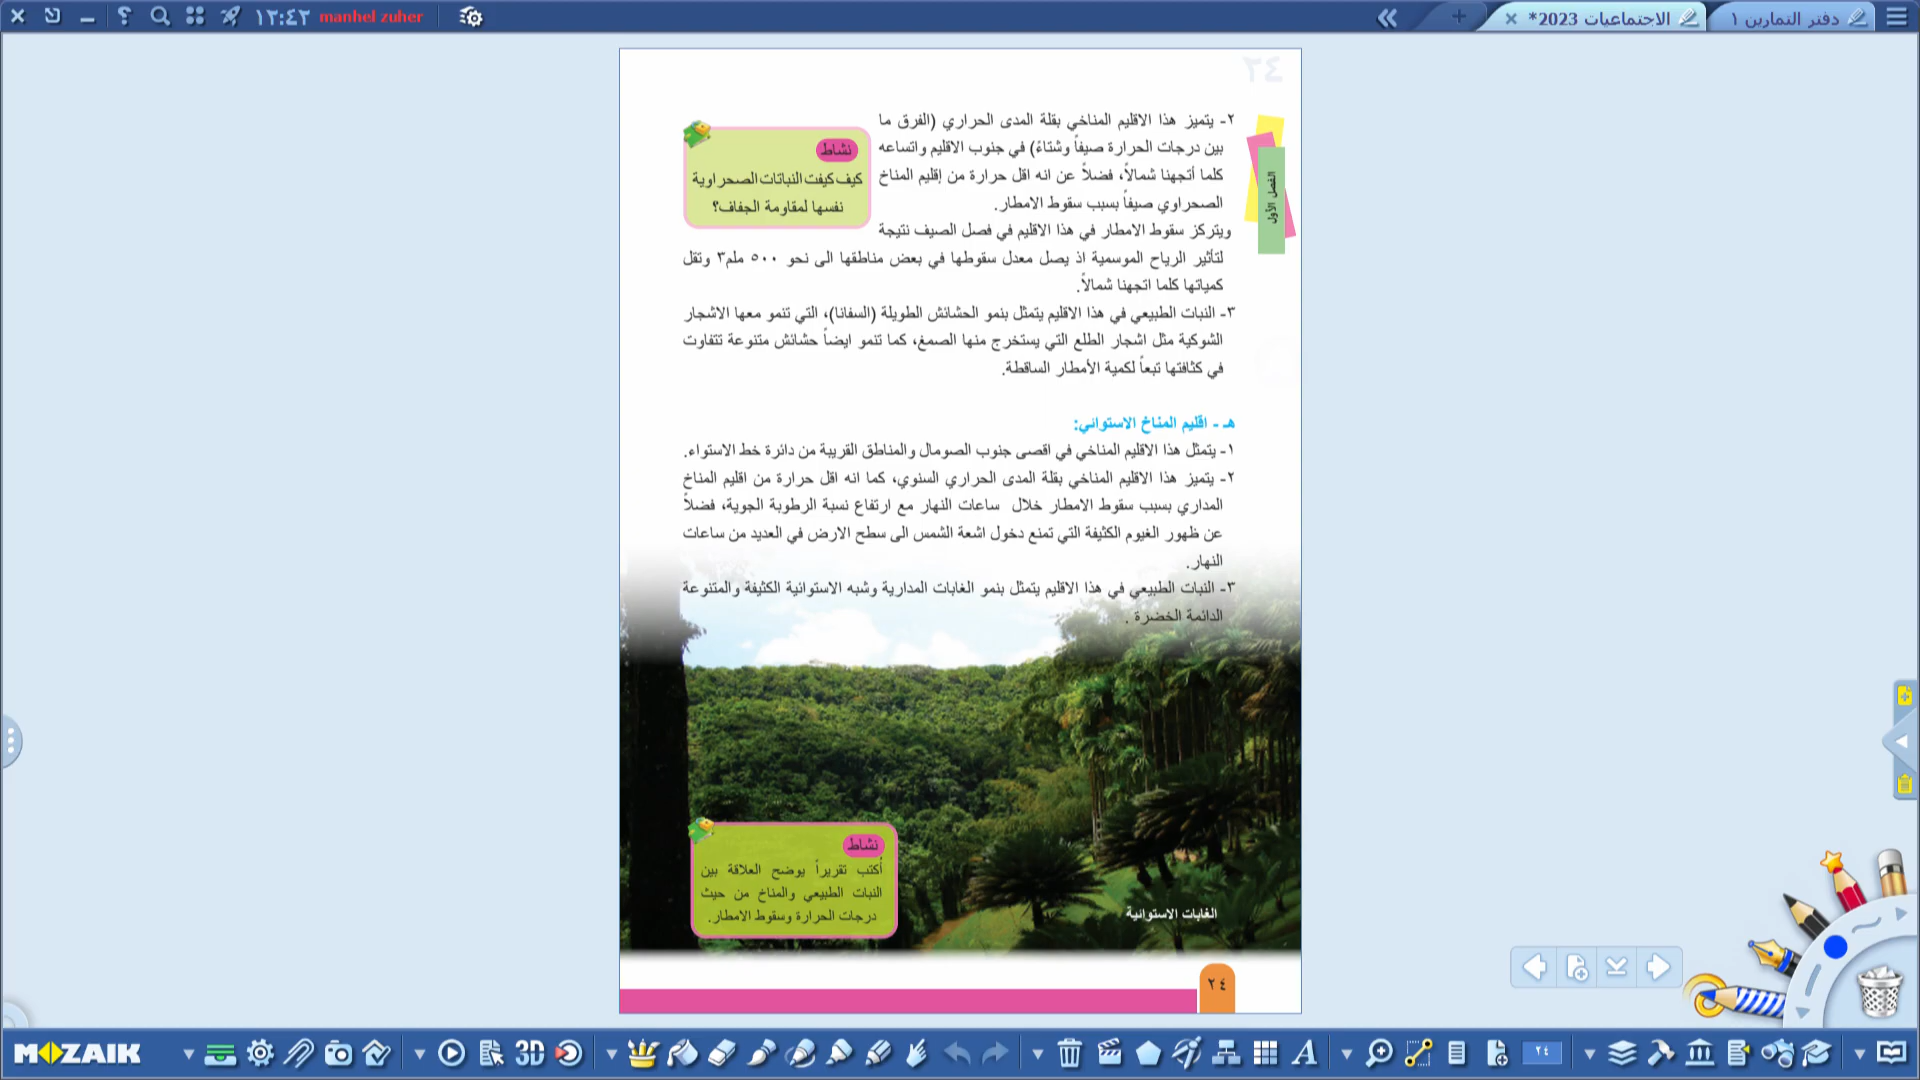 دفتر التمارين ١
الاجتماعيات 2023*
١٢:٤٢ manhel zuher
٢٤
٢- يتميز هذا الاقليم المناخي بقلة المدى الحراري (الفرق ما
بين درجات الحرارة صيفاً وشتاءً) في جنوب الاقليم واتساعه
كلما أتجهنا شمالاً، فضلاً عن انه اقل حرارة من إقليم المناخ
الصحراوي صيفاً بسبب سقوط الامطار.
ويتركز سقوط الامطار في هذا الاقليم في فصل الصيف نتيجة
لتأثير الرياح الموسمية اذ يصل معدل سقوطها في بعض مناطقها الى نحو ٥٠٠ ملم٣ وتقل
كمياتها كلما اتجهنا شمالاً.
نشاط
كيف كيفت النباتات الصحراوية
نفسها لمقاومة الجفاف؟
الفصل الأول
٣- النبات الطبيعي في هذا الاقليم يتمثل بنمو الحشائش الطويلة (السفانا)، التي تنمو معها الاشجار
الشوكية مثل اشجار الطلع التي يستخرج منها الصمغ، كما تنمو ايضاً حشائش متنوعة تتفاوت
في كثافتها تبعاً لكمية الأمطار الساقطة.
هـ - اقليم المناخ الاستوائي:
١- يتمثل هذا الاقليم المناخي في اقصى جنوب الصومال والمناطق القريبة من دائرة خط الاستواء.
٢- يتميز هذا الاقليم المناخي بقلة المدى الحراري السنوي، كما انه اقل حرارة من اقليم المناخ
المداري بسبب سقوط الامطار خلال ساعات النهار مع ارتفاع نسبة الرطوبة الجوية، فضلاً
عن ظهور الغيوم الكثيفة التي تمنع دخول اشعة الشمس الى سطح الارض في العديد من ساعات
النهار.
٣- النبات الطبيعي في هذا الاقليم يتمثل بنمو الغابات المدارية وشبه الاستوائية الكثيفة والمتنوعة
الدائمة الخضرة .
نشاط
أكتب تقريراً يوضح العلاقة بين
النبات الطبيعي والمناخ من حيث
درجات الحرارة وسقوط الامطار.
الغابات الاستوائية
٢٤
MOZAIK
3D
A
٢٤